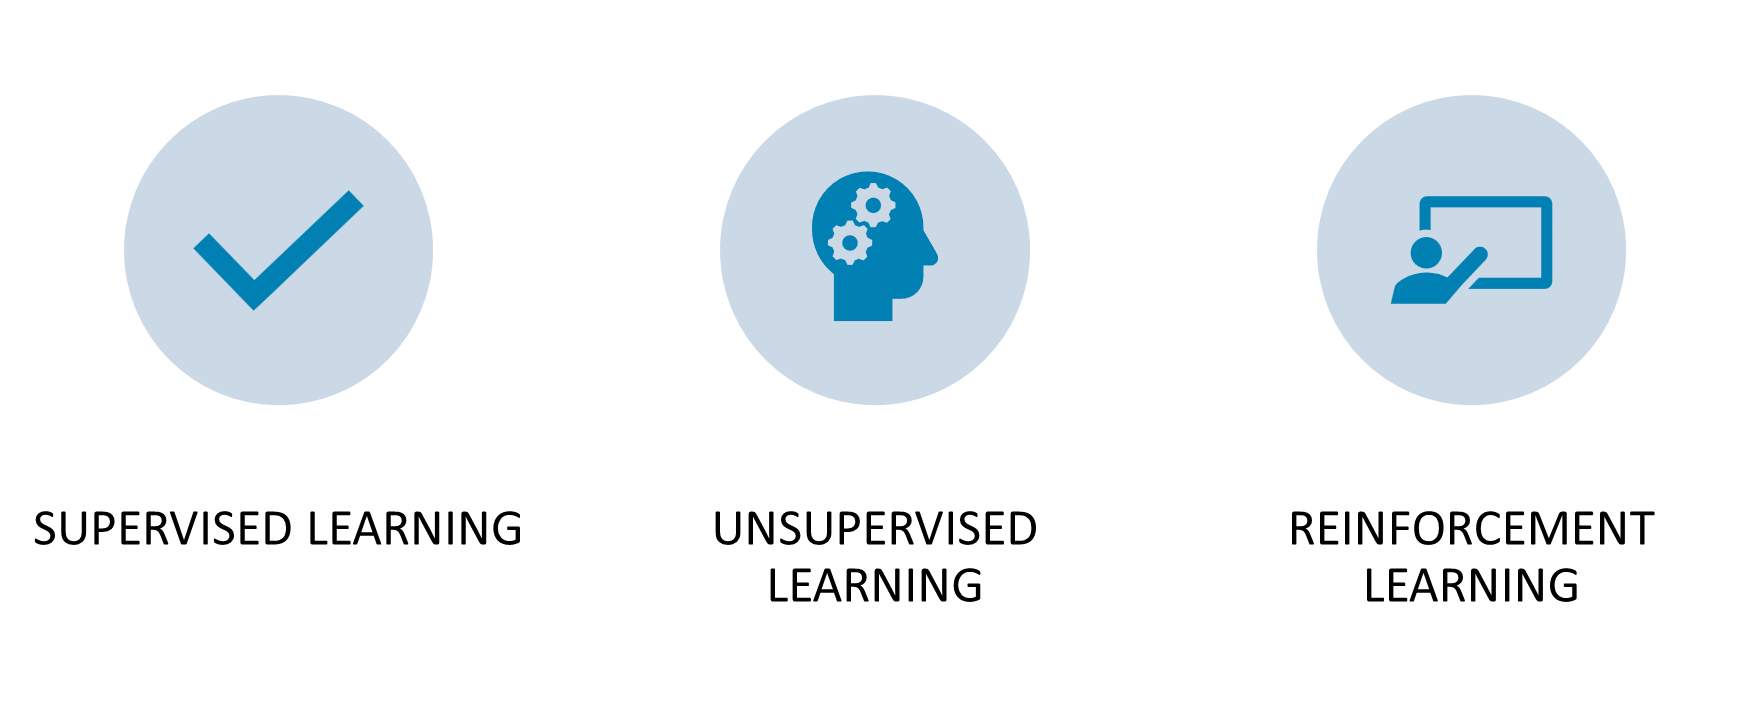 SUPERVISED LEARNING
UNSUPERVISED
LEARNING
REINFORCEMENT
LEARNING